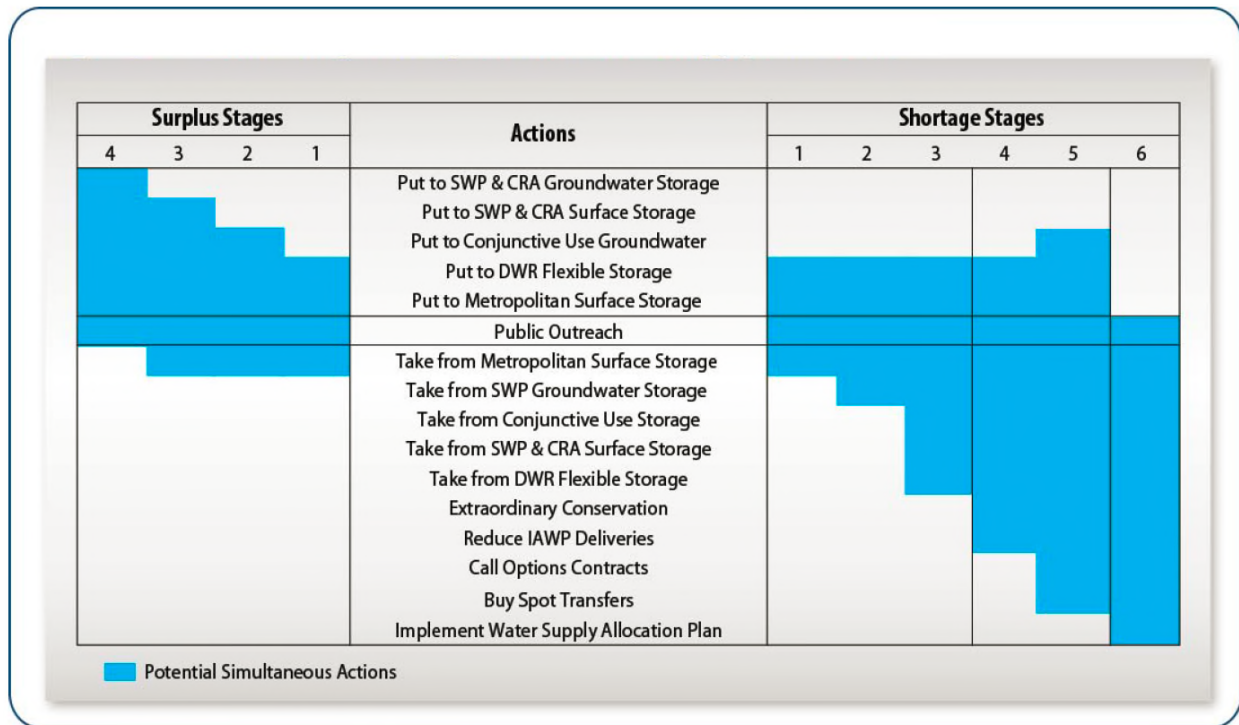 Surplus Stages
Actions
Shortage Stages
4 3 2 1
1 2 3 4 5 6
Put to SWP & CRA Groundwater Storage
Put to SWP & CRA Surface Storage
Put to Conjunctive Use Groundwater
Put to DWR Flexible Storage
Put to Metropolitan Surface Storage
Public Outreach
Take from Metropolitan Surface Storage
Take from SWP Groundwater Storage
Take from Conjunctive Use Storage
Take from SWP & CRA Surface Storage
Take from DWR Flexible Storage
Extraordinary Conservation
Reduce IAWP Deliveries
Call Options Contracts
Buy Spot Transfers
Implement Water Supply Allocation Plan
Potential Simultaneous Actions